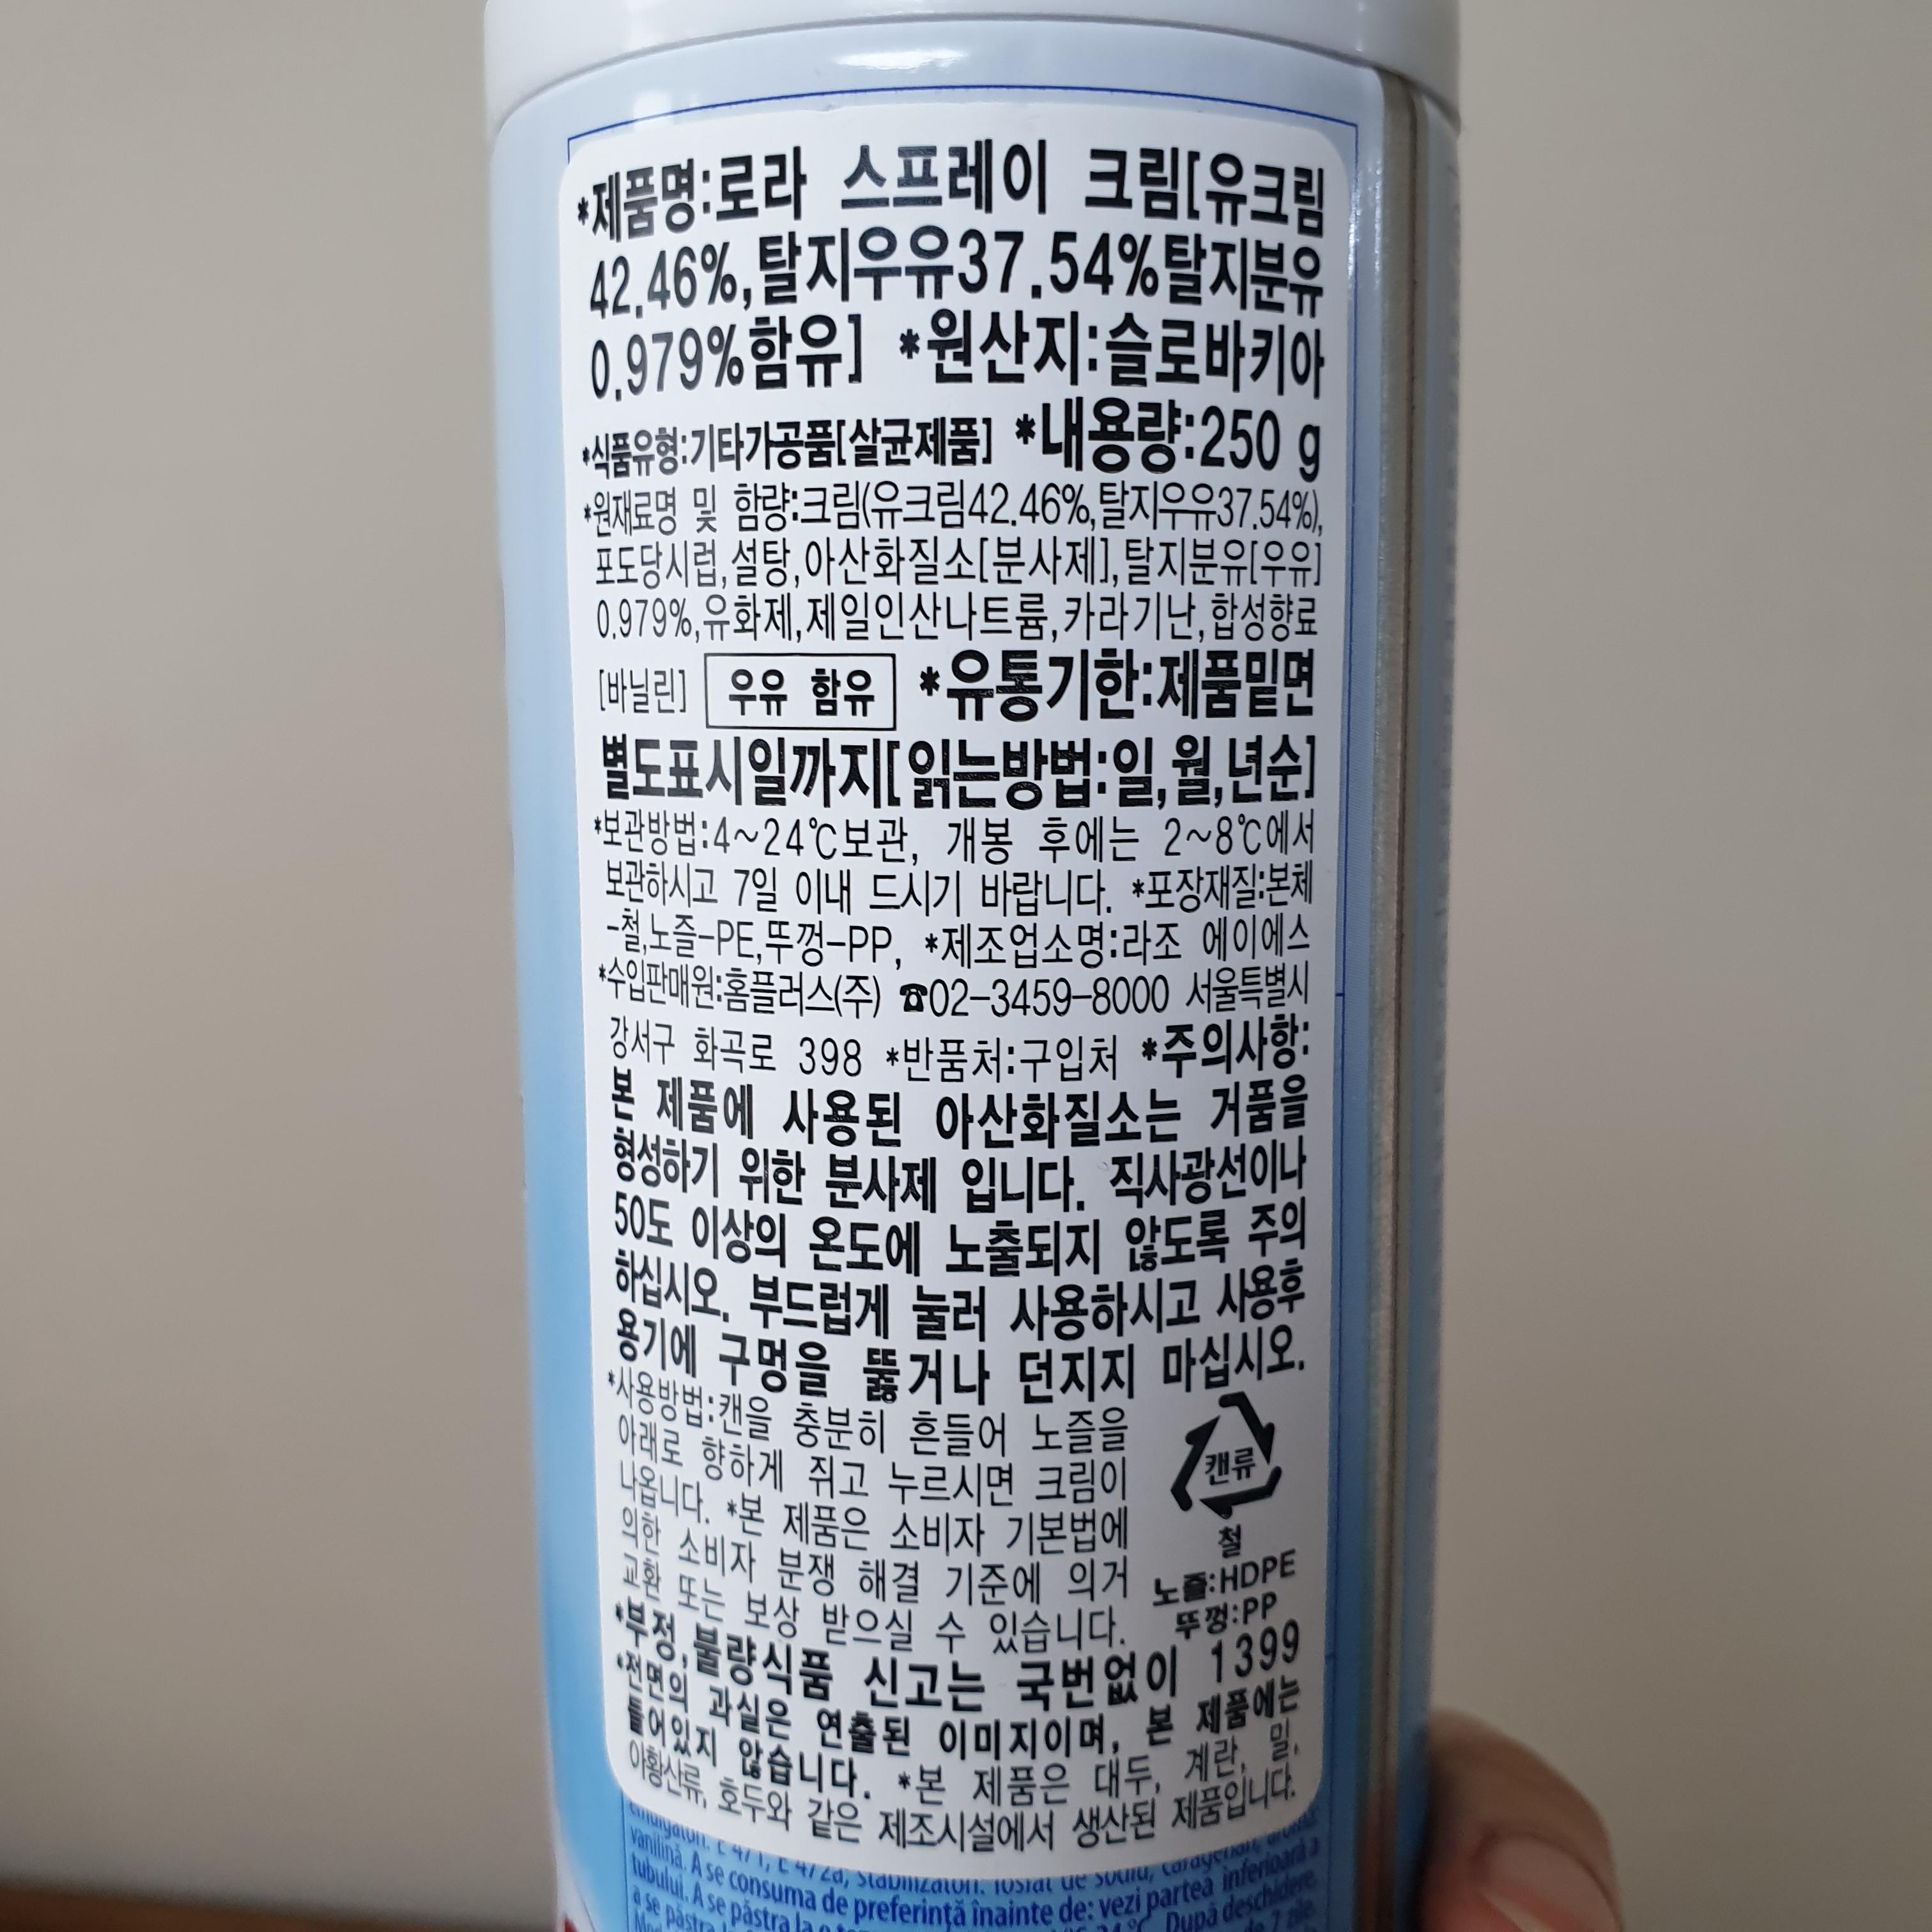 *제품명:로라 스프레이 크림[유크림
42.46%,탈지우유37.54%탈지분유
0.979%함유] *원산지:슬로바키아
*식품유형:기타가공품[살균제품] *내용량:250 g
*원재료명 및 함량:크림(유크림42.46%,탈지우유37.54%),
포도당시럽,설탕,아산화질소[분사제],탈지분유[우유]
0.979%,유화제,제일인산나트륨,카라기난,합성향료
[바닐린] 우유 함유 *유통기한:제품밑면
별도표시일까지[읽는방법:일,월,년순]
*보관방법:4~24℃보관, 개봉 후에는 2~8℃에서
보관하시고 7일 이내 드시기 바랍니다. *포장재질:본체
-철,노즐-PE,뚜껑-PP, *제조업소명:라조 에이에스
*수입판매원:홈플러스(주) ☎02-3459-8000 서울특별시
강서구 화곡로 398 *반품처:구입처 *주의사항:
본 제품에 사용된 아산화질소는 거품을
형성하기 위한 분사제 입니다. 직사광선이나
50도 이상의 온도에 노출되지 않도록 주의
하십시오. 부드럽게 눌러 사용하시고 사용후
용기에 구멍을 뚫거나 던지지 마십시오.
*사용방법:캔을 충분히 흔들어 노즐을
아래로 향하게 쥐고 누르시면 크림이
나옵니다. *본 제품은 소비자 기본법에
의한 소비자 분쟁 해결 기준에 의거
교환 또는 보상 받으실 수 있습니다.
캔류
철
노즐:HDPE
뚜껑:PP
*부정,불량식품 신고는 국번없이 1399
*전면의 과실은 연출된 이미지이며, 본 제품에는
들어있지 않습니다. *본 제품은 대두, 계란, 밀,
아황산류, 호두와 같은 제조시설에서 생산된 제품입니다.
vanilină. A se consuma de preferinţă înainte de: vezi partea inferioară a
tubului. A se păstra la După deschidere,
a se păstra 7 zile.